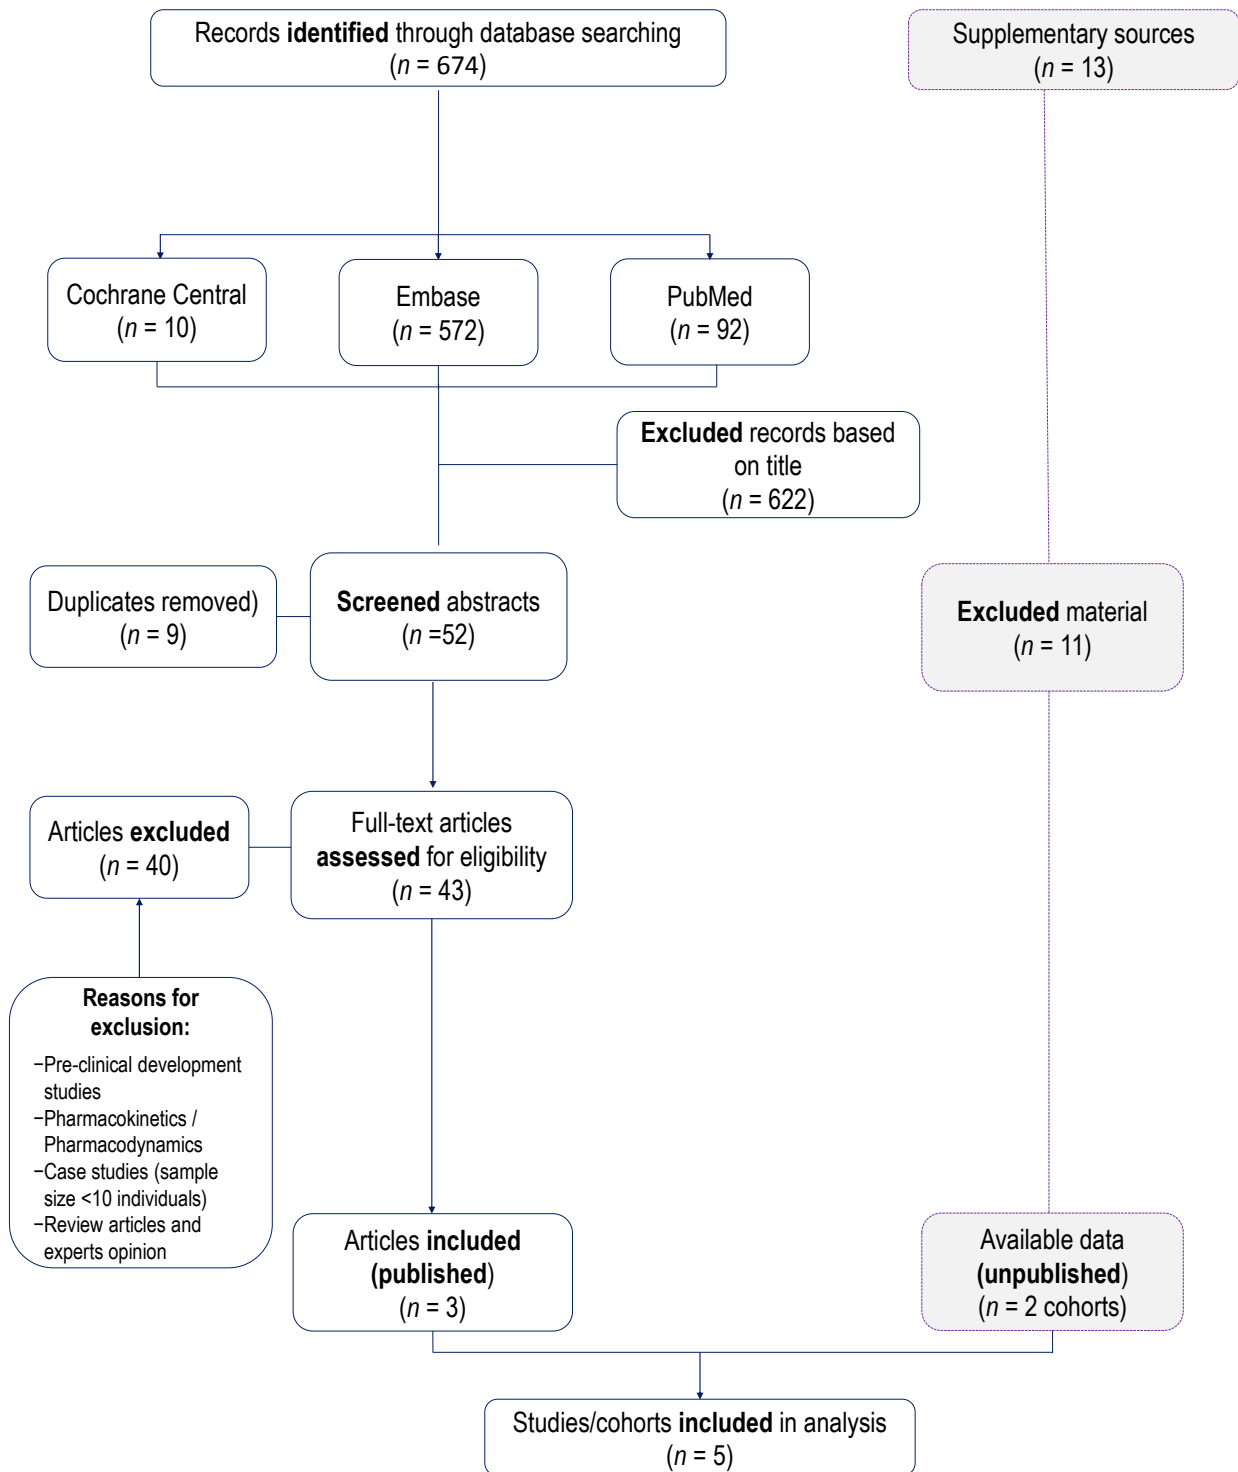 Records identified through database searching
(n = 674)
Supplementary sources
(n = 13)
Cochrane Central
(n = 10)
Embase
(n = 572)
PubMed
(n = 92)
Excluded records based
on title
(n = 622)
Duplicates removed)
(n = 9)
Screened abstracts
(n =52)
Excluded material
(n = 11)
Articles excluded
(n = 40)
Full-text articles
assessed for eligibility
(n = 43)
Reasons for
exclusion:
−Pre-clinical development
studies
−Pharmacokinetics /
Pharmacodynamics
−Case studies (sample
size <10 individuals)
−Review articles and
experts opinion
Articles included
(published)
(n = 3)
Available data
(unpublished)
(n = 2 cohorts)
Studies/cohorts included in analysis
(n = 5)